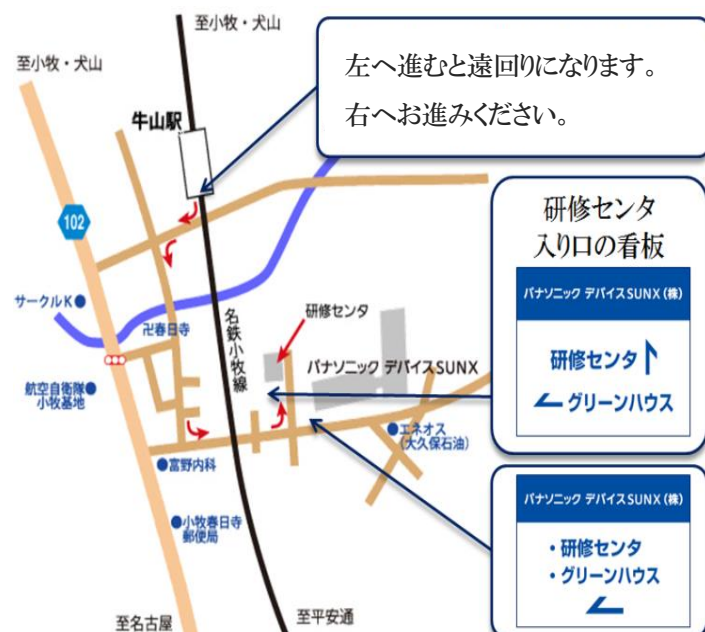 至小牧・犬山
至小牧・犬山
左へ進むと遠回りになります。
右へお進みください。
牛山駅
102
研修センタ
入り口の看板
パナソニック デバイスSUNX(株)
研修センタ
グリーンハウス
サークルK
卍春日寺
名鉄小牧線
研修センタ
パナソニック デバイスSUNX
航空自衛隊
小牧基地
エネオス
(大久保石油)
富野内科
小牧春日寺
郵便局
パナソニック デバイスSUNX(株)
・研修センタ
・グリーンハウス
至名古屋
至平安通